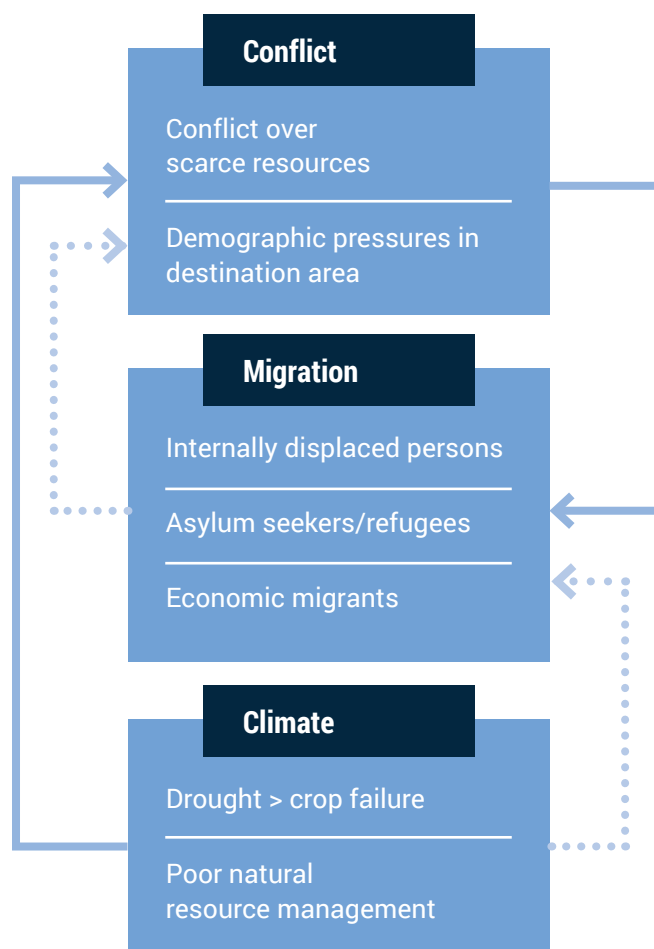 Conflict
Conflict over
scarce resources
Demographic pressures in
destination area
Migration
Internally displaced persons
Asylum seekers/refugees
Economic migrants
Climate
Drought > crop failure
Poor natural
resource management